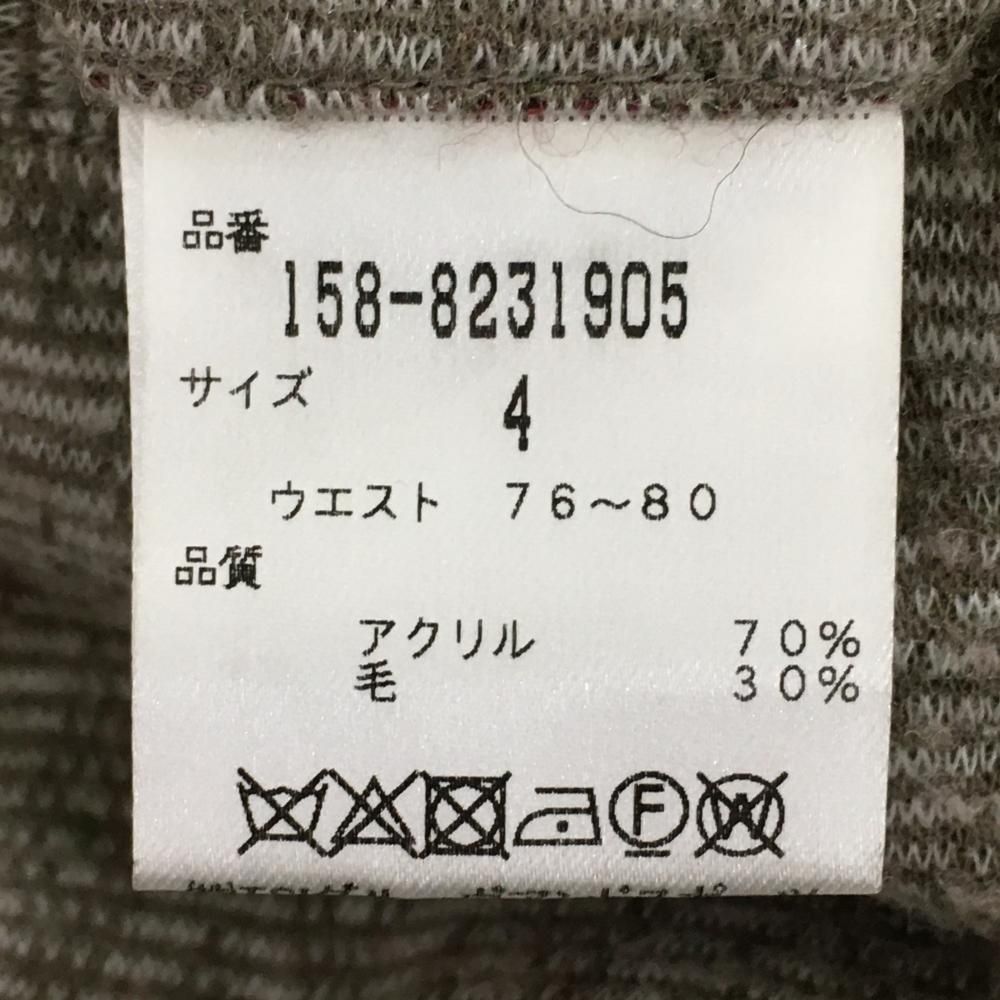 品番
158-8231905
サイズ 4
ウエスト 76～80
品質
アクリル 70%
毛 30%
F
W